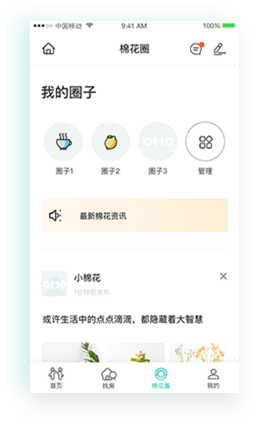 中国移动 9:41 AM 100%
棉花圈
我的圈子
圈子1 圈子2 圈子3 管理
最新棉花资讯
小棉花
1分钟前发布
或许生活中的点点滴滴，都隐藏着大智慧
首页 找房 棉花圈 我的